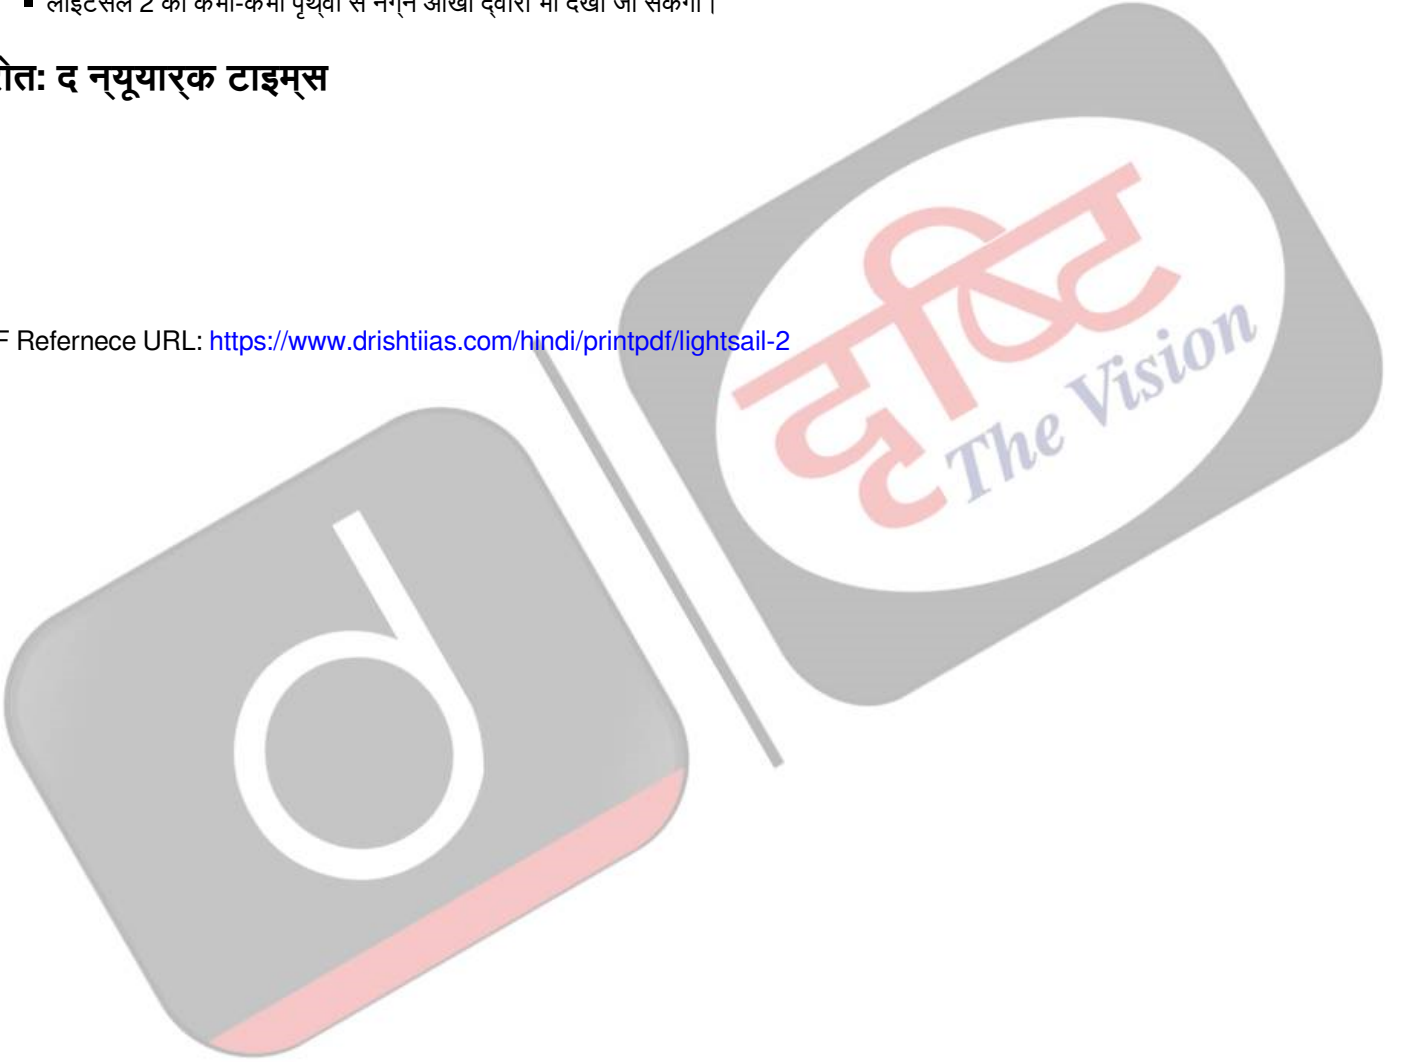 ▪ लाइटसेल 2 को कभी-कभी पृथ्वी से नग्न आँखों द्वारा भी देखा जा सकेगा।
रोत: द न्यूयार्क टाइम्स
F Refernece URL: https://www.drishtiias.com/hindi/printpdf/lightsail-2
दृष्टि
The Vision
d